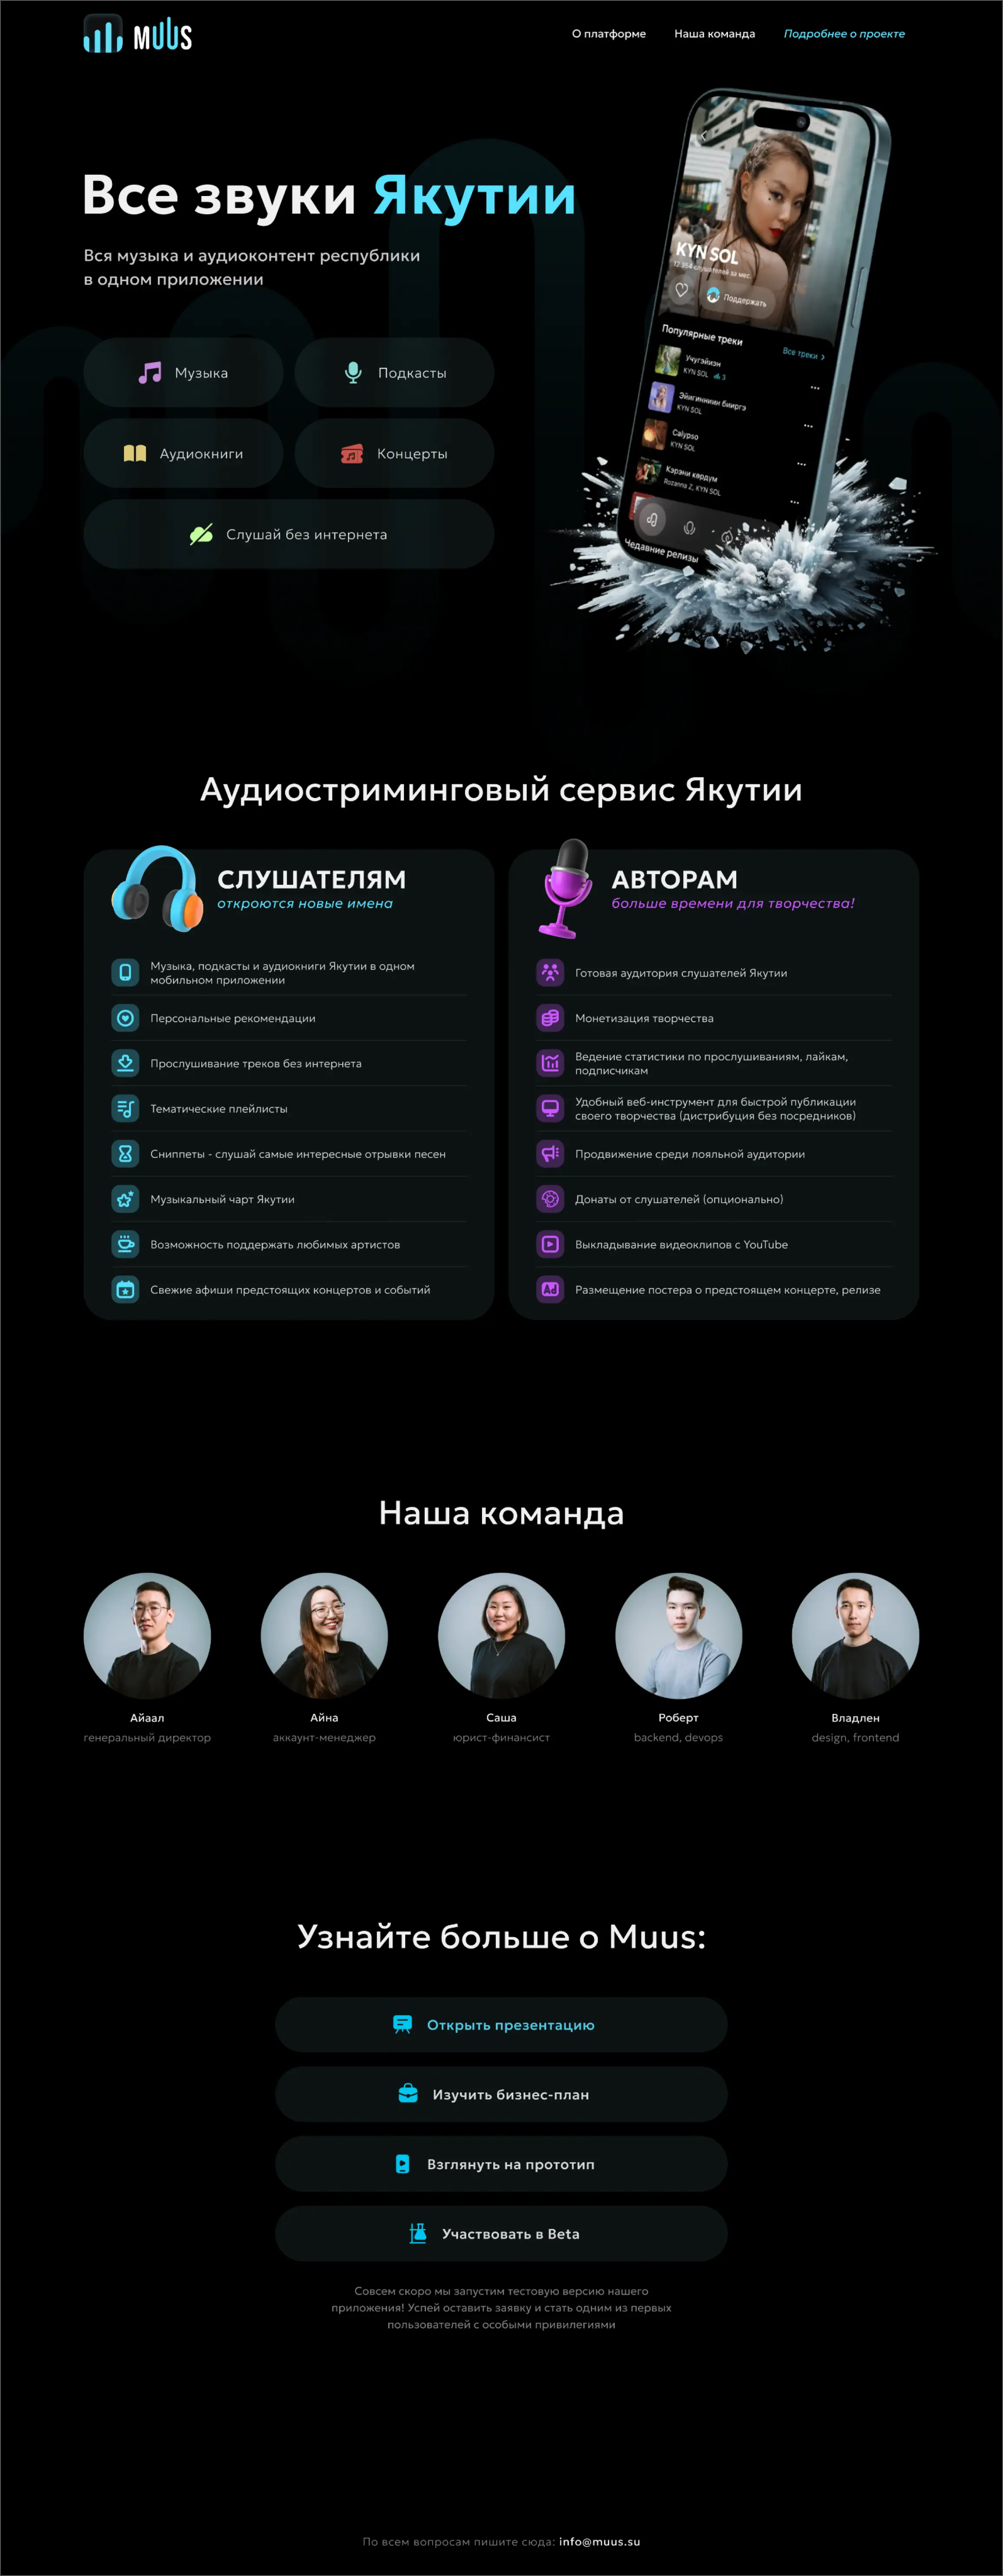 MUUS
О платформе
Наша команда
Подробнее о проекте
Все звуки Якутии
Вся музыка и аудиоконтент республики
в одном приложении
Музыка
Подкасты
Аудиокниги
Концерты
Слушай без интернета
KYN SOL
12 354 слушателей за мес.
Поддержать
Популярные треки
Все треки
Учугэйиэн
KYN SOL
3
Эйигинниин бииргэ
KYN SOL
Calypso
KYN SOL
Кэрэни көрдүм
Rozanna Z, KYN SOL
Недавние релизы
Аудиостриминговый сервис Якутии
СЛУШАТЕЛЯМ
откроются новые имена
Музыка, подкасты и аудиокниги Якутии в одном
мобильном приложении
Персональные рекомендации
Прослушивание треков без интернета
Тематические плейлисты
Сниппеты - слушай самые интересные отрывки песен
Музыкальный чарт Якутии
Возможность поддержать любимых артистов
Свежие афиши предстоящих концертов и событий
АВТОРАМ
больше времени для творчества!
Готовая аудитория слушателей Якутии
Монетизация творчества
Ведение статистики по прослушиваниям, лайкам,
подписчикам
Удобный веб-инструмент для быстрой публикации
своего творчества (дистрибуция без посредников)
Продвижение среди лояльной аудитории
Донаты от слушателей (опционально)
Выкладывание видеоклипов с YouTube
Ad
Размещение постера о предстоящем концерте, релизе
Наша команда
Айаал
генеральный директор
Айна
аккаунт-менеджер
Саша
юрист-финансист
Роберт
backend, devops
Владлен
design, frontend
Узнайте больше о Muus:
Открыть презентацию
Изучить бизнес-план
Взглянуть на прототип
Участвовать в Beta
Совсем скоро мы запустим тестовую версию нашего
приложения! Успей оставить заявку и стать одним из первых
пользователей с особыми привилегиями
По всем вопросам пишите сюда: info@muus.su